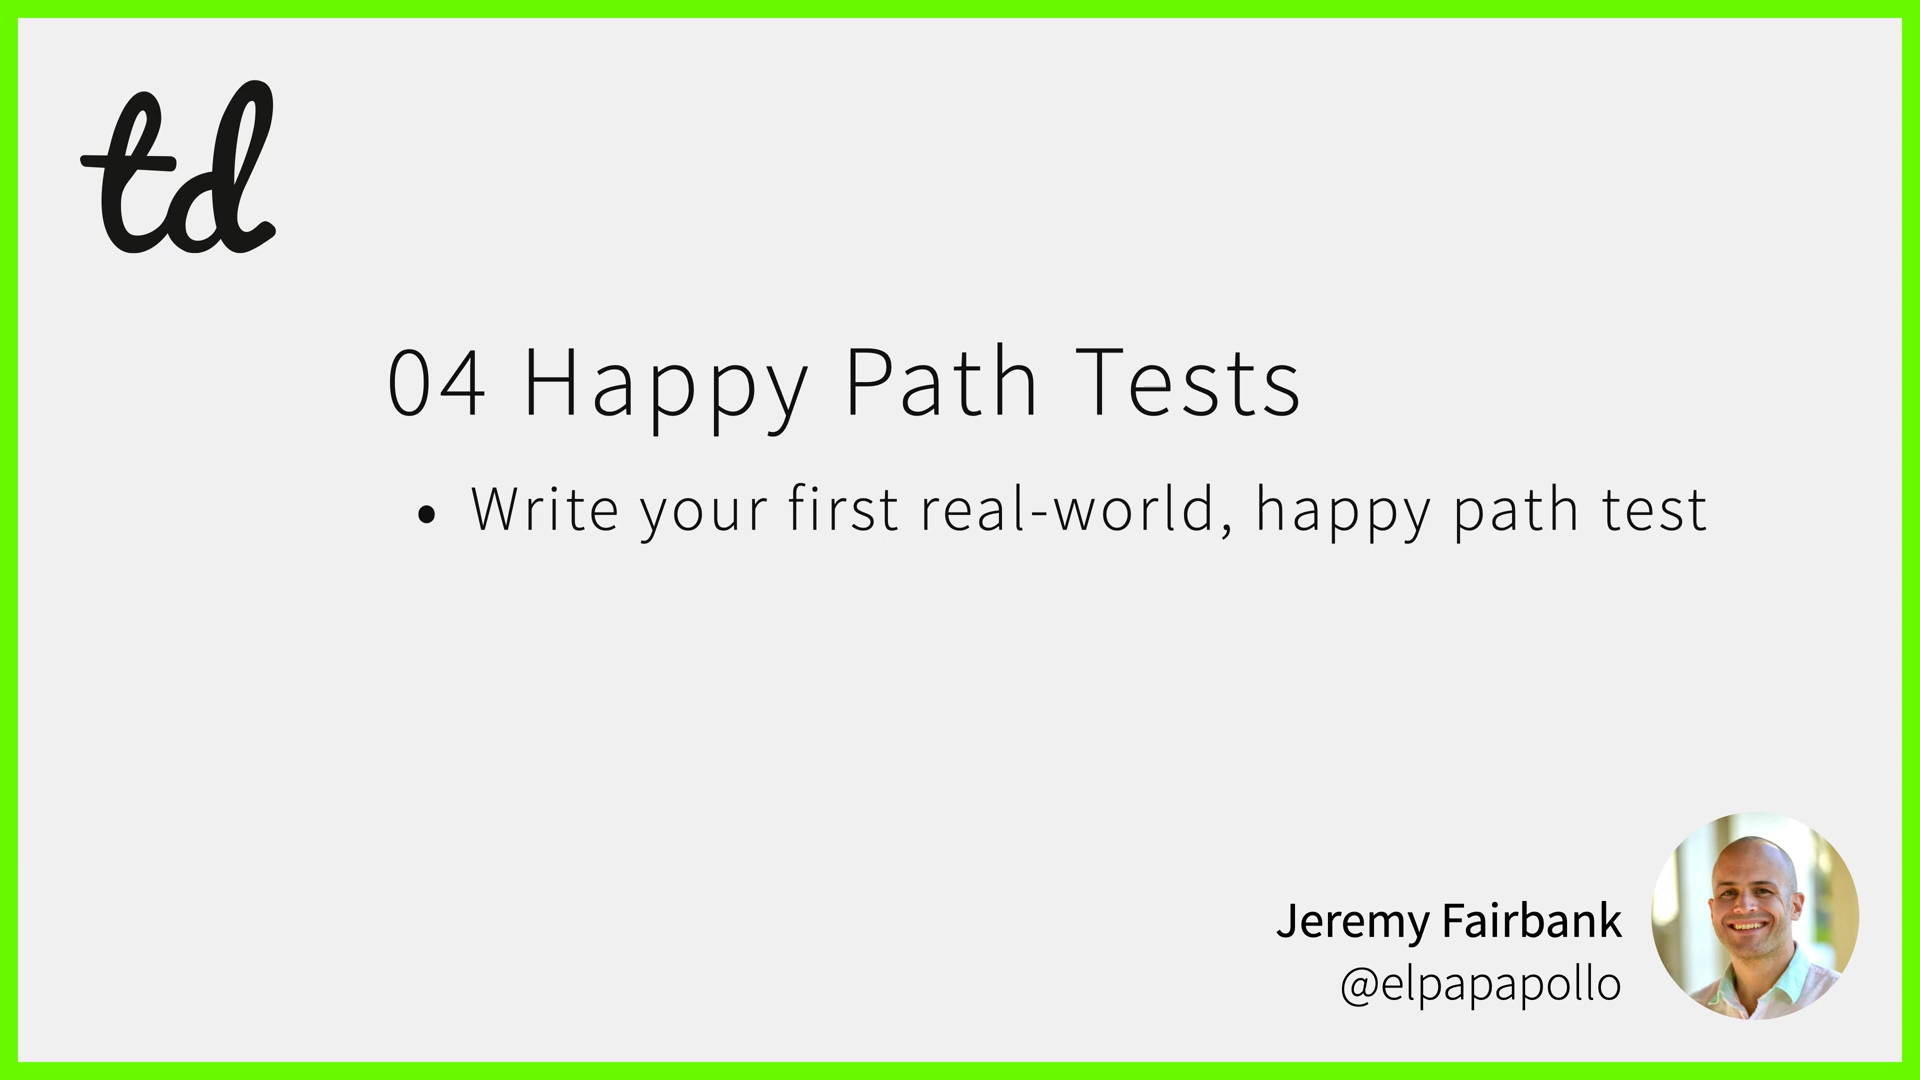 td
04 Happy Path Tests
• Write your first real-world, happy path test
Jeremy Fairbank
@elpapapollo